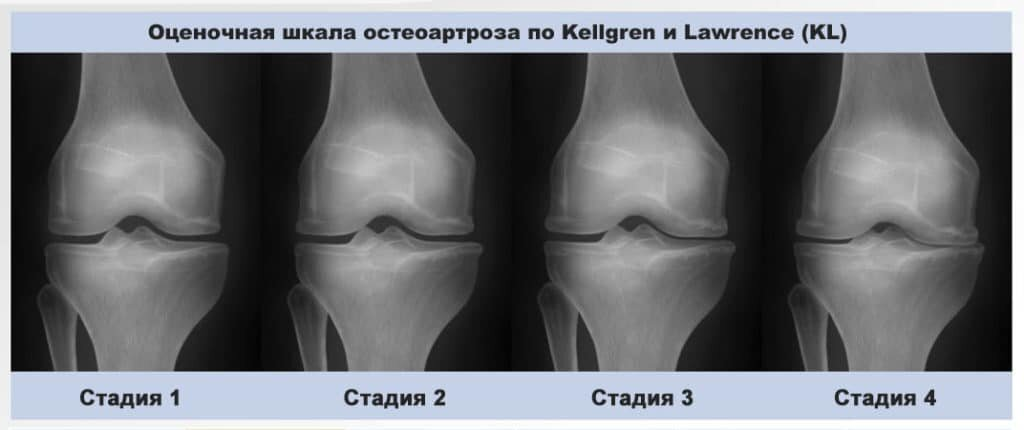 Оценочная шкала остеоартроза по Kellgren и Lawrence (KL)
Стадия 1
Стадия 2
Стадия 3
Стадия 4